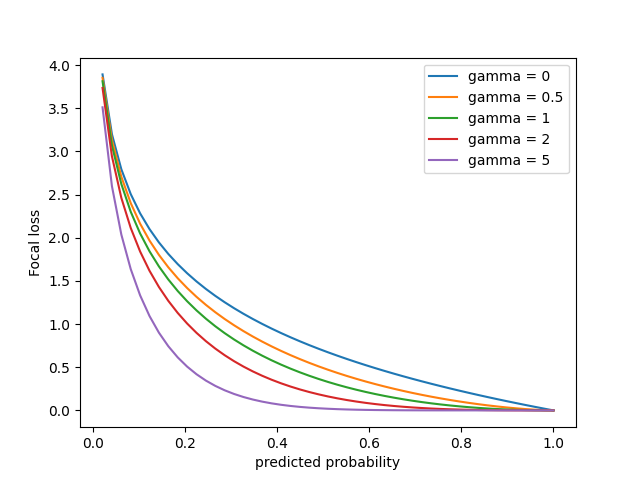 gamma = 0
gamma = 0.5
gamma = 1
gamma = 2
gamma = 5
4.0
3.5
3.0
2.5
2.0
1.5
1.0
0.5
0.0
Focal loss
0.0 0.2 0.4 0.6 0.8 1.0
predicted probability